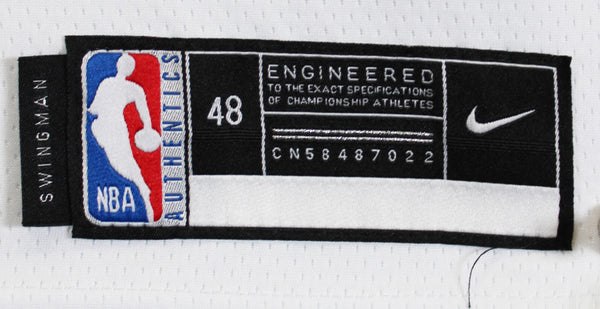 SWINGMAN
NBA
AUTHENTICS
48
ENGINEERED
TO THE EXACT SPECIFICATIONS
OF CHAMPIONSHIP ATHLETES
CN58487022